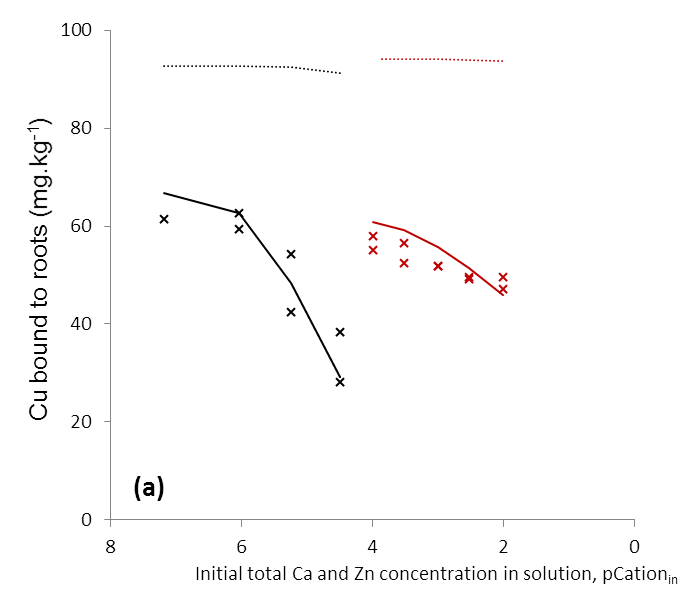 100
80
60
40
20
0
Cu bound to roots (mg.kg⁻¹)
(a)
8 6 4 2 0
Initial total Ca and Zn concentration in solution, pCationᵢₙ